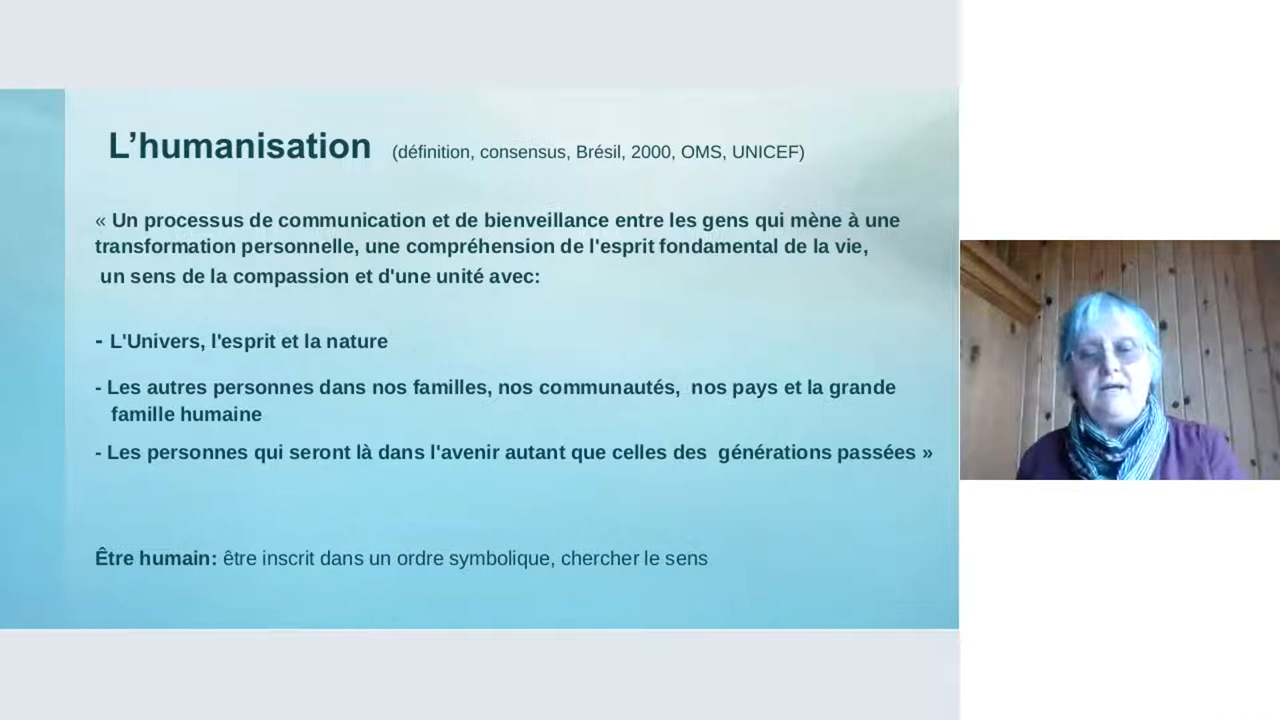 L’humanisation (définition, consensus, Brésil, 2000, OMS, UNICEF)
« Un processus de communication et de bienveillance entre les gens qui mène à une
transformation personnelle, une compréhension de l'esprit fondamental de la vie,
un sens de la compassion et d'une unité avec:
- L'Univers, l'esprit et la nature
- Les autres personnes dans nos familles, nos communautés, nos pays et la grande
famille humaine
- Les personnes qui seront là dans l'avenir autant que celles des générations passées »
Être humain: être inscrit dans un ordre symbolique, chercher le sens